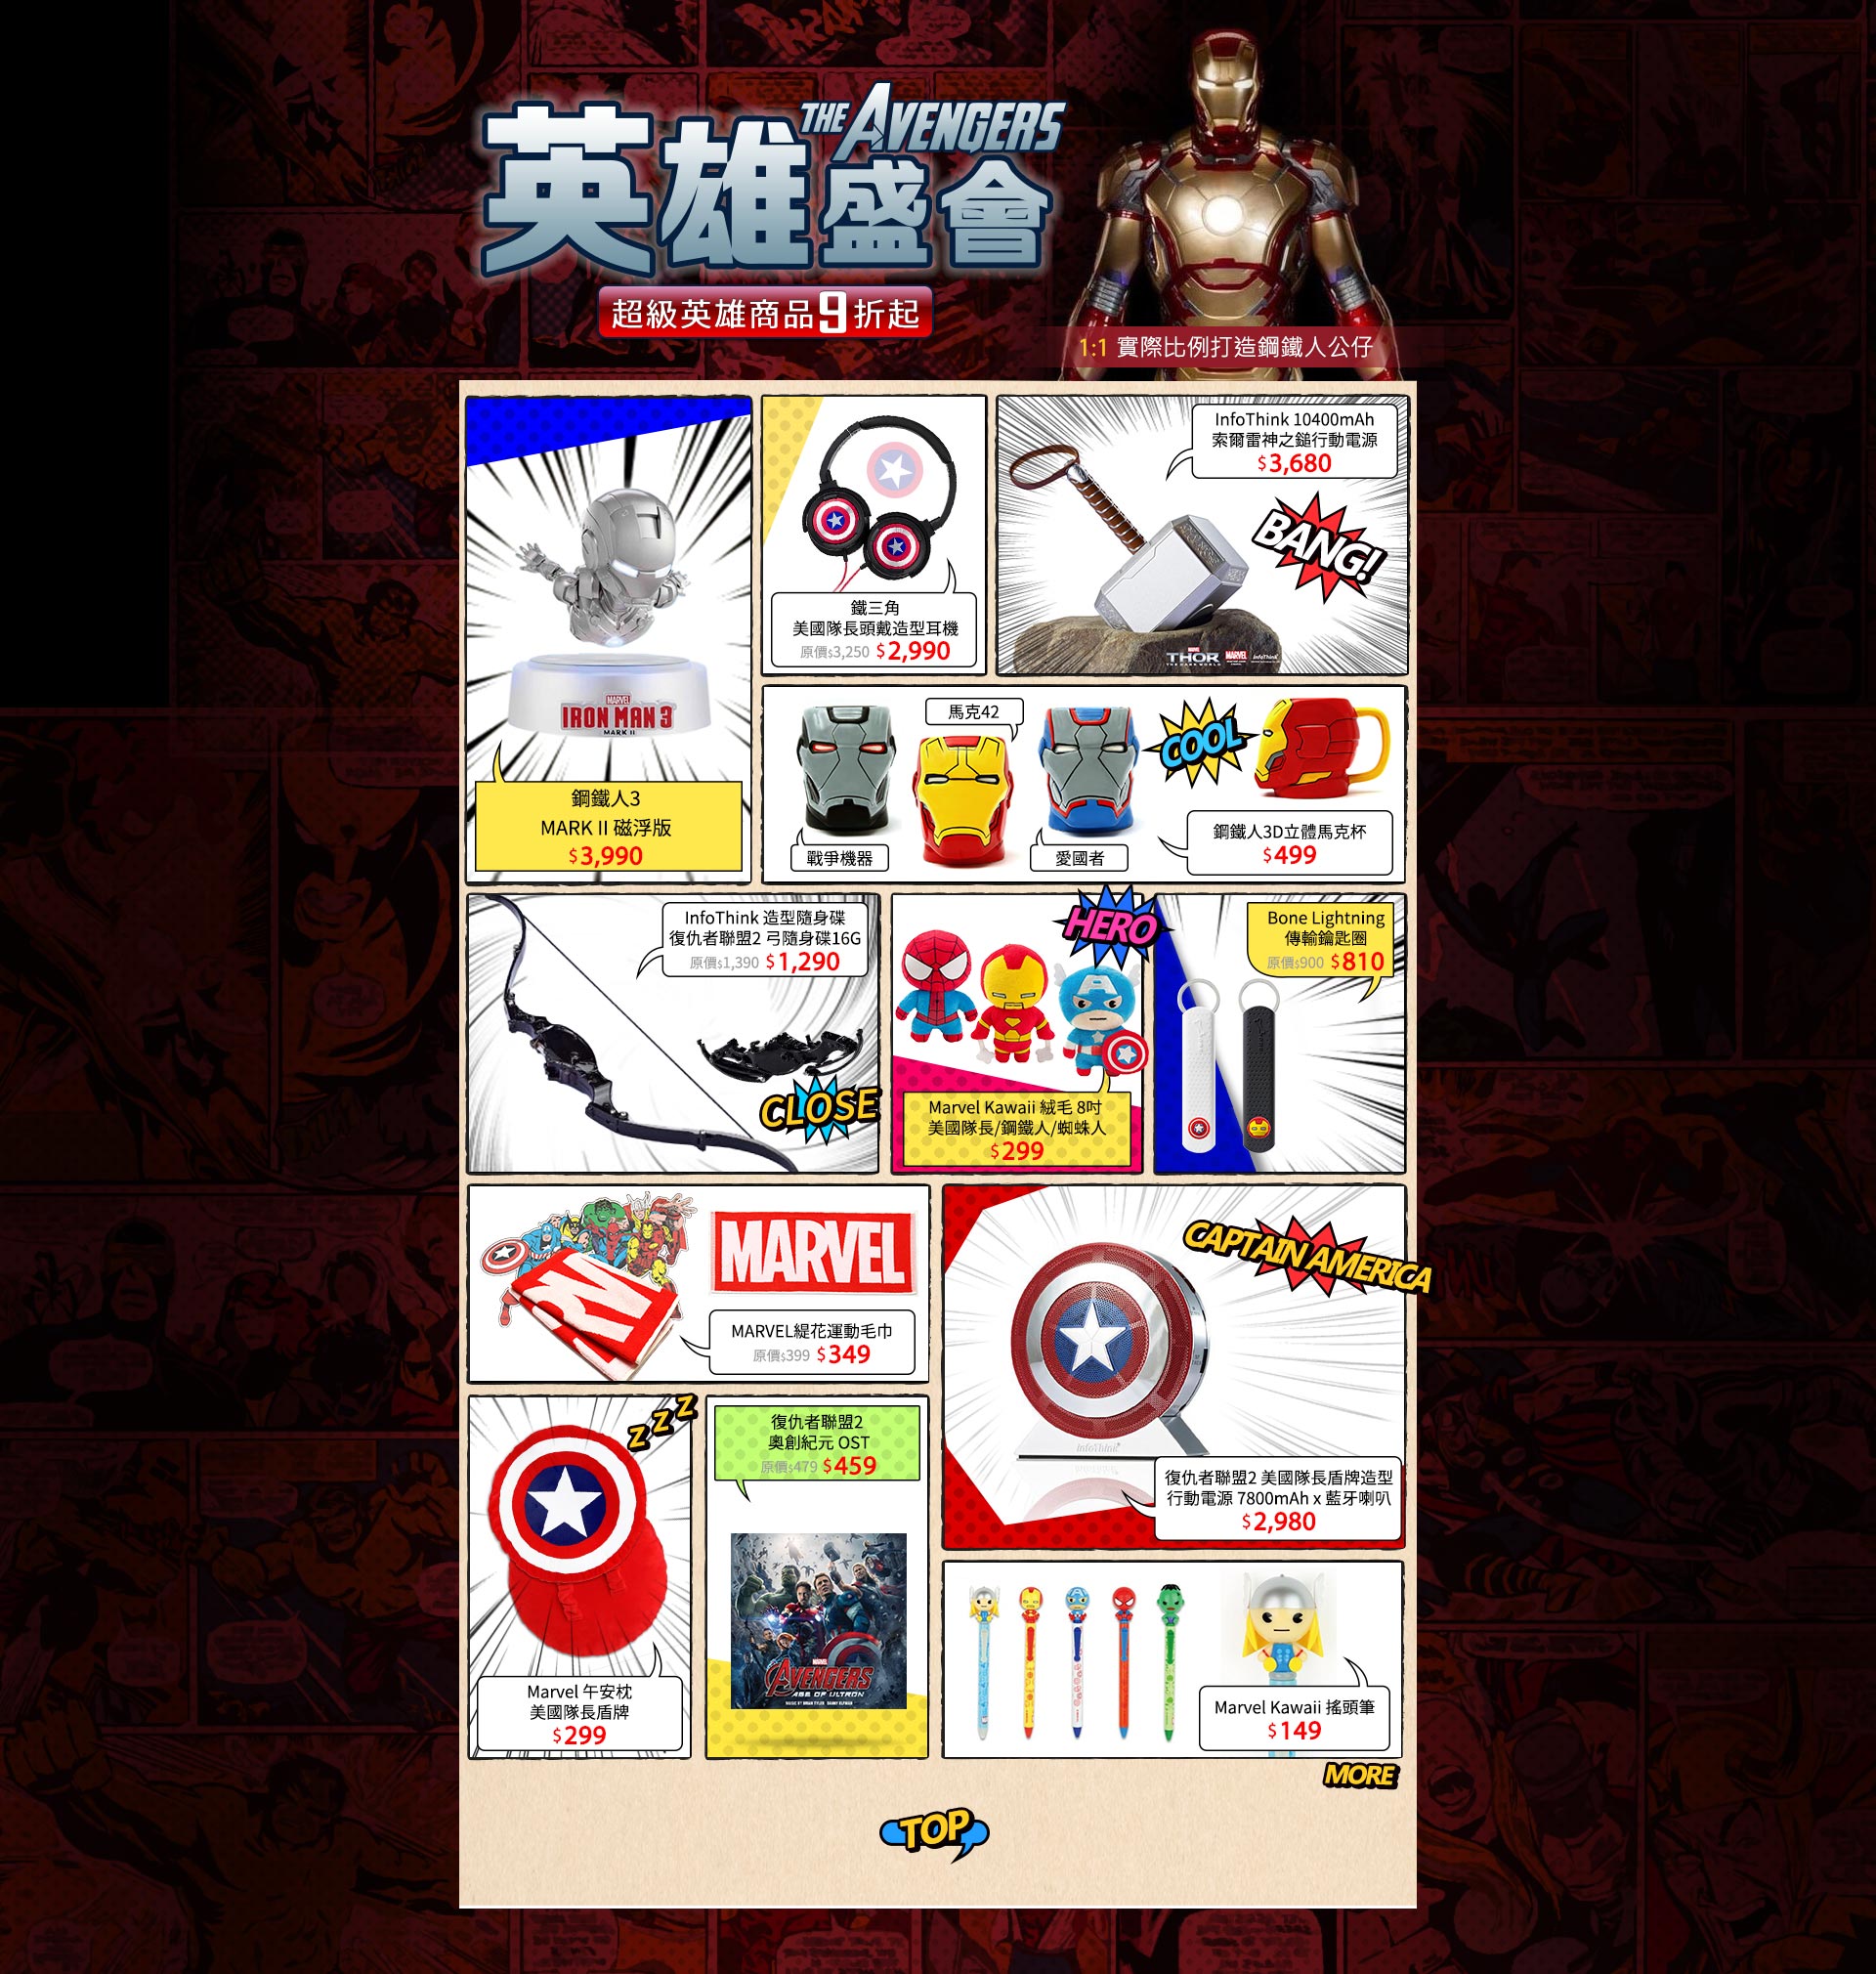 THE AVENGERS
英雄盛會
超級英雄商品9折起
1:1 實際比例打造鋼鐵人公仔
MARVEL
IRON MAN 3
MARK II
鋼鐵人3
MARK II 磁浮版
$3,990
鐵三角
美國隊長頭戴造型耳機
原價$3,250 $2,990
InfoThink 10400mAh
索爾雷神之鎚行動電源
$3,680
BANG!
THOR
THE DARK WORLD
MARVEL
InfoThink
馬克42
COOL
戰爭機器
愛國者
鋼鐵人3D立體馬克杯
$499
InfoThink 造型隨身碟
復仇者聯盟2 弓隨身碟16G
原價$1,390 $1,290
CLOSE
HERO
Marvel Kawaii 絨毛 8吋
美國隊長/鋼鐵人/蜘蛛人
$299
Bone Lightning
傳輸鑰匙圈
原價$900 $810
MARVEL
MARVEL緹花運動毛巾
原價$399 $349
CAPTAIN AMERICA
InfoThink
復仇者聯盟2 美國隊長盾牌造型
行動電源 7800mAh x 藍牙喇叭
$2,980
Z Z Z
Marvel 午安枕
美國隊長盾牌
$299
復仇者聯盟2
奧創紀元 OST
原價$479 $459
MARVEL
AVENGERS
AGE OF ULTRON
MUSIC BY BRIAN TYLER DANNY ELFMAN
Marvel Kawaii 搖頭筆
$149
MORE
TOP